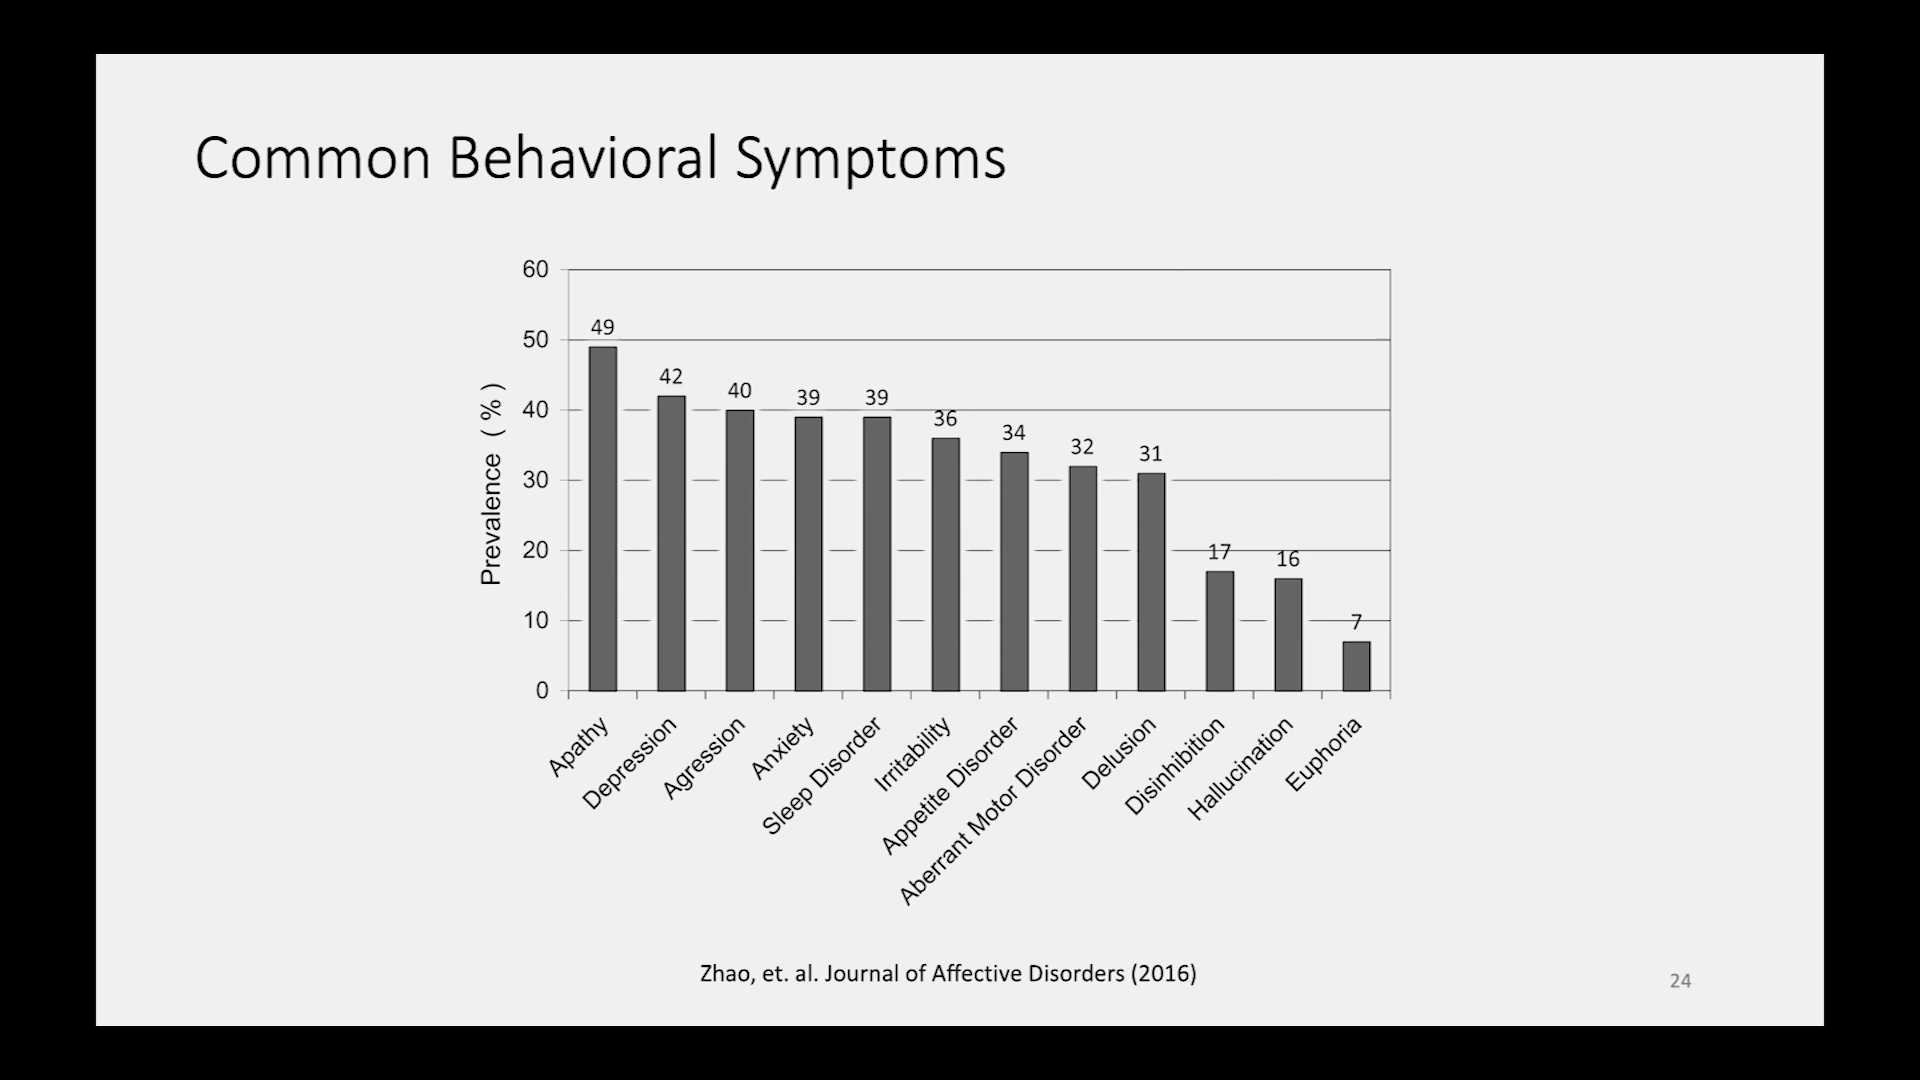 Common Behavioral Symptoms
Prevalence ( % )
60
50
40
30
20
10
0
49
42
40
39
39
36
34
32
31
17
16
7
Apathy
Depression
Agression
Anxiety
Sleep Disorder
Irritability
Appetite Disorder
Aberrant Motor Disorder
Delusion
Disinhibition
Hallucination
Euphoria
Zhao, et. al. Journal of Affective Disorders (2016)
24